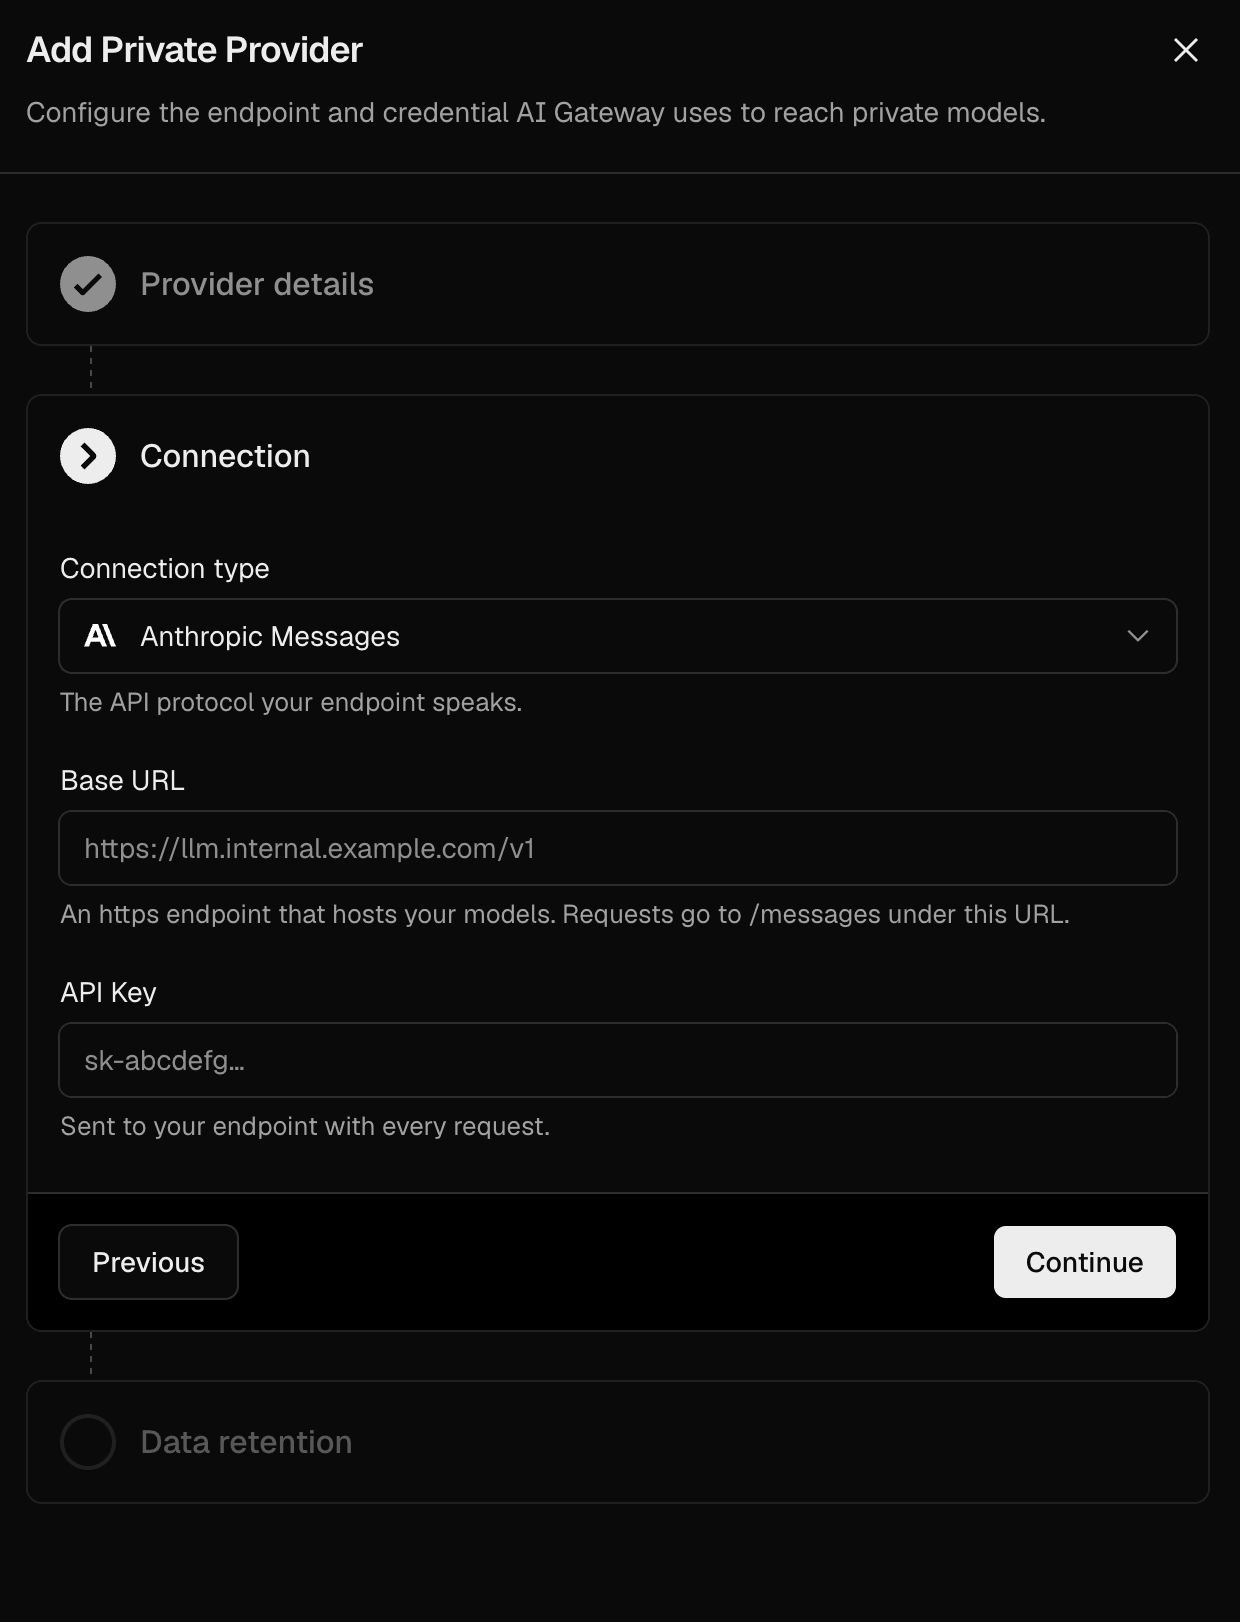 Add Private Provider
Configure the endpoint and credential AI Gateway uses to reach private models.
Provider details
Connection
Connection type
Anthropic Messages
The API protocol your endpoint speaks.
Base URL
https://llm.internal.example.com/v1
An https endpoint that hosts your models. Requests go to /messages under this URL.
API Key
sk-abcdefg...
Sent to your endpoint with every request.
Previous
Continue
Data retention